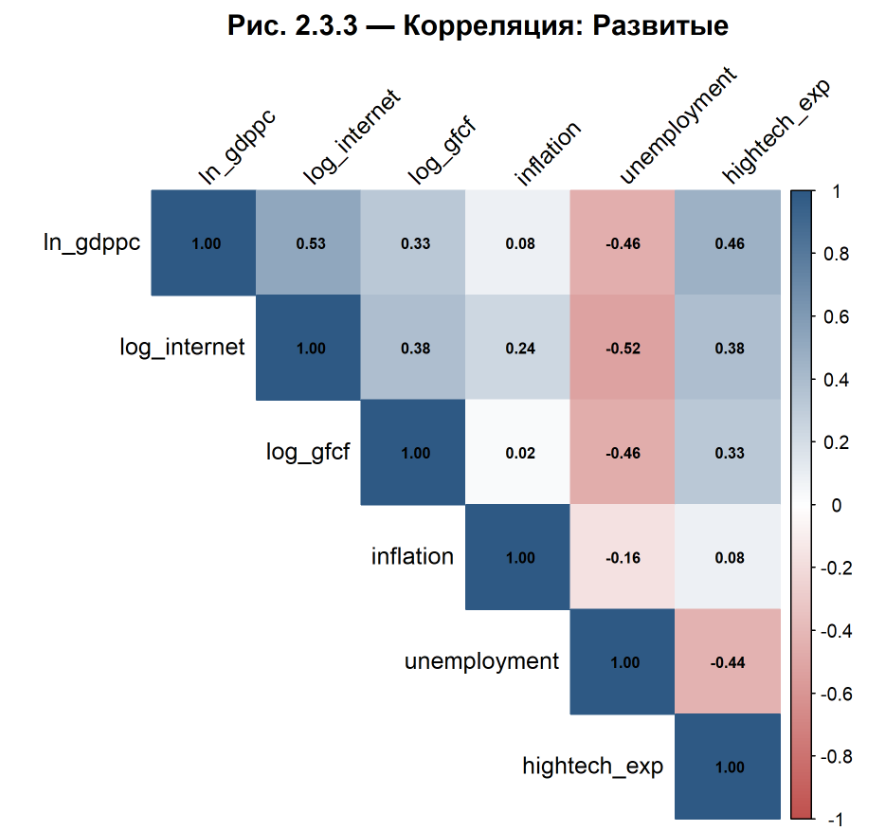 Рис. 2.3.3 — Корреляция: Развитые
ln_gdppc log_internet log_gfcf inflation unemployment hightech_exp
ln_gdppc 1.00 0.53 0.33 0.08 -0.46 0.46
log_internet 1.00 0.38 0.24 -0.52 0.38
log_gfcf 1.00 0.02 -0.46 0.33
inflation 1.00 -0.16 0.08
unemployment 1.00 -0.44
hightech_exp 1.00
1
0.8
0.6
0.4
0.2
0
-0.2
-0.4
-0.6
-0.8
-1